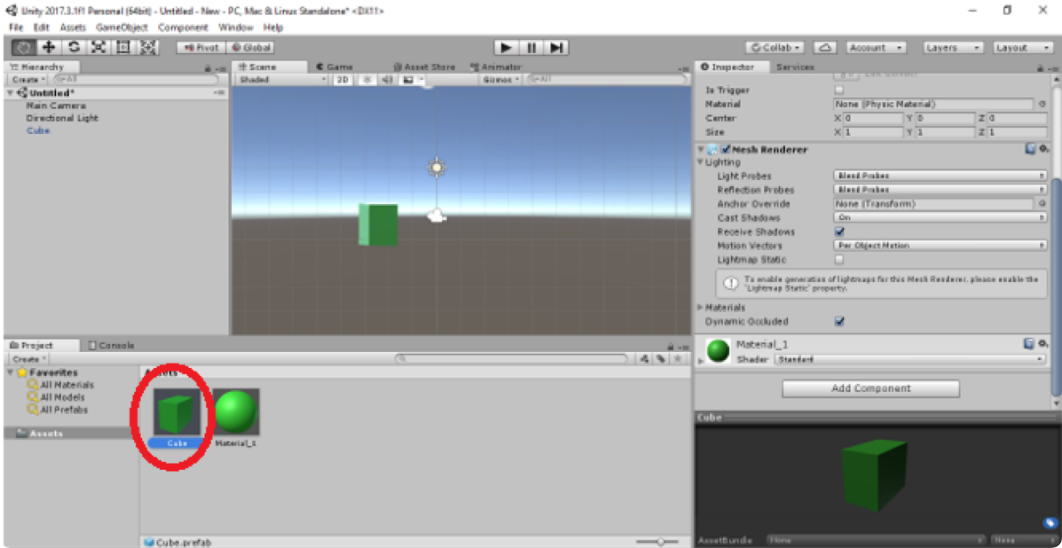 Unity 2017.3.1f1 Personal (64bit) - Untitled - New - PC, Mac & Linux Standalone* <DX11>
File Edit Assets GameObject Component Window Help
Pivot Global Collab Account Layers Layout
Hierarchy Scene Game Asset Store Animator Inspector Services
Create All Shaded 2D Gizmos All
Untitled*
Main Camera
Directional Light
Cube
Is Trigger
Material None (Physic Material)
Center X 0 Y 0 Z 0
Size X 1 Y 1 Z 1
Mesh Renderer
Lighting
Light Probes Blend Probes
Reflection Probes Blend Probes
Anchor Override None (Transform)
Cast Shadows On
Receive Shadows
Motion Vectors Per Object Motion
Lightmap Static
To enable generation of lightmaps for this Mesh Renderer, please enable the
'Lightmap Static' property.
Materials
Dynamic Occluded
Material_1
Shader Standard
Add Component
Project Console
Create
Favorites
All Materials
All Models
All Prefabs
Assets
Assets
Cube Material_1
Cube.prefab
Cube
AssetBundle None None